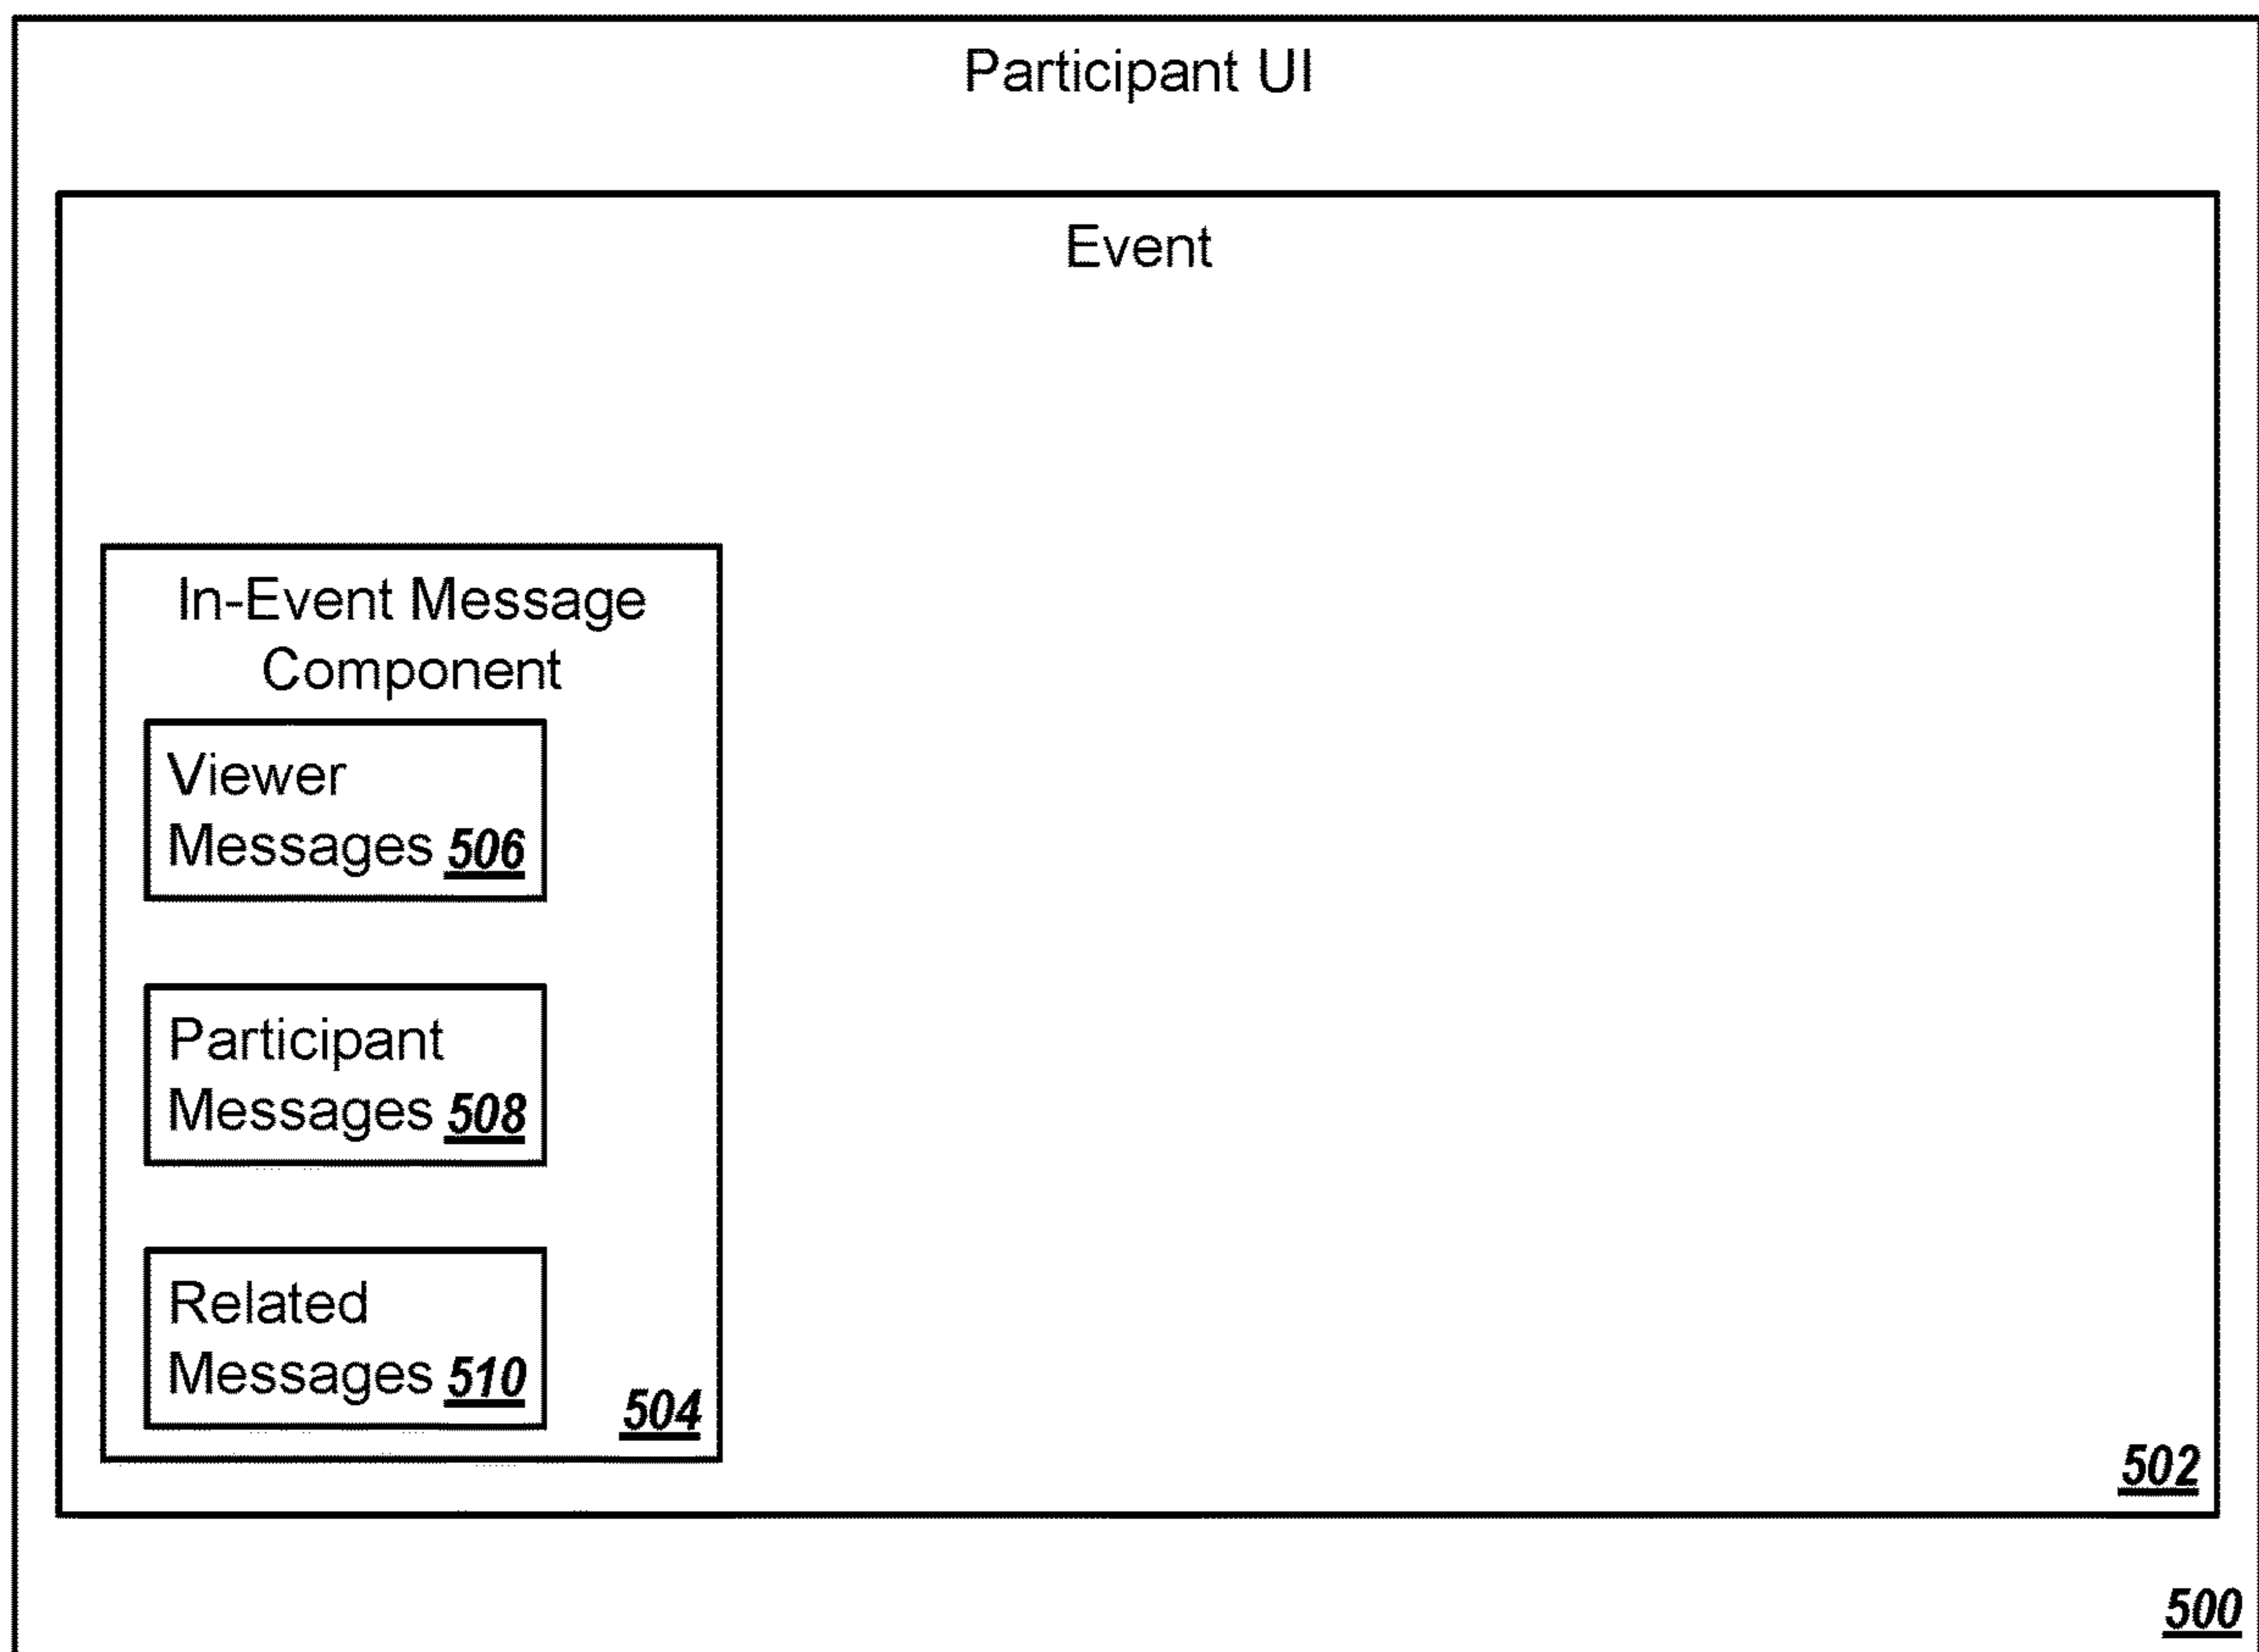 Participant UI
Event
In-Event Message
Component
Viewer
Messages 506
Participant
Messages 508
Related
Messages 510
504
502
500